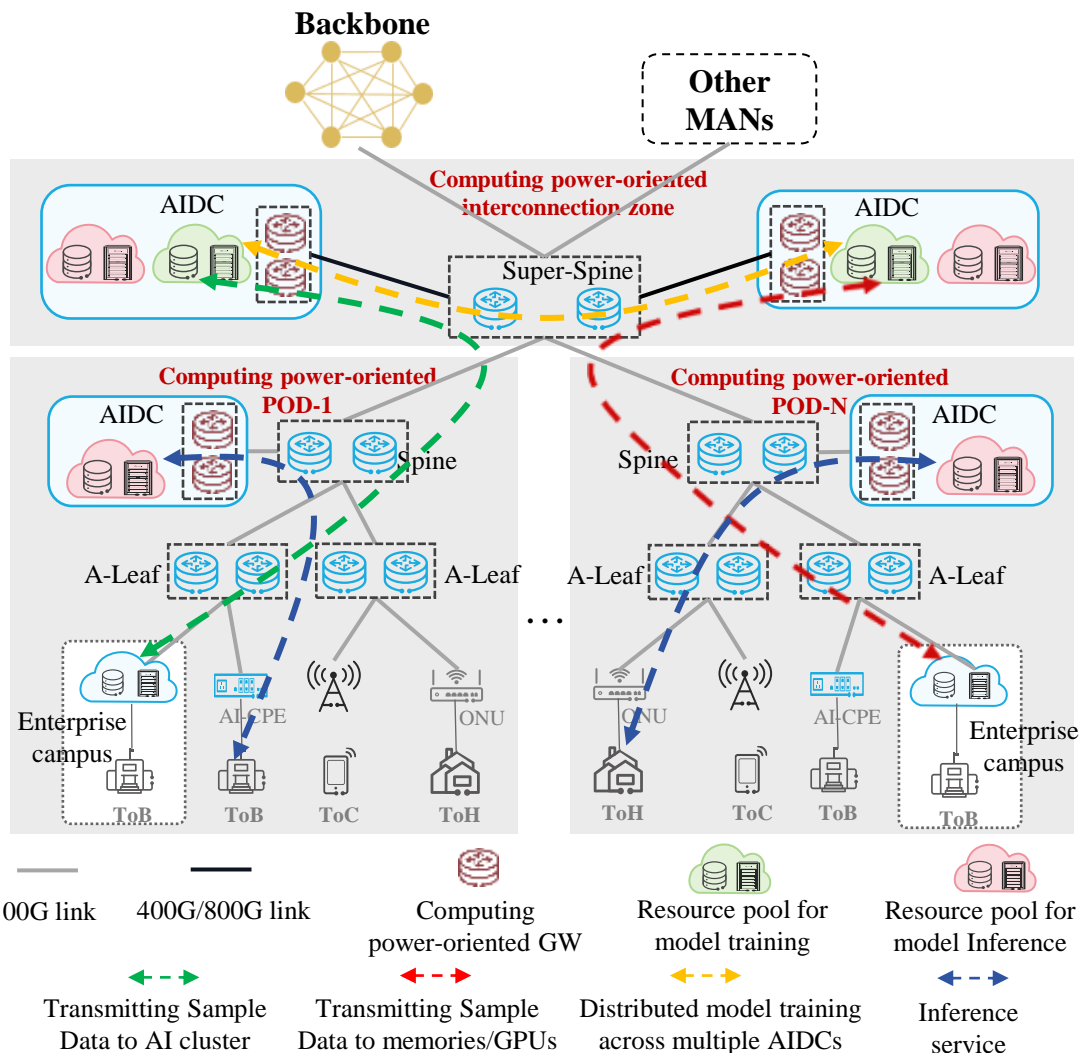 Backbone
Other
MANs
Computing power-oriented
interconnection zone
AIDC
AIDC
Super-Spine
Computing power-oriented
POD-1
Computing power-oriented
POD-N
AIDC
AIDC
Spine
Spine
A-Leaf
A-Leaf
A-Leaf
A-Leaf
...
Enterprise
campus
AI-CPE
ONU
ONU
AI-CPE
Enterprise
campus
ToB
ToB
ToC
ToH
ToH
ToC
ToB
ToB
00G link
400G/800G link
Computing
power-oriented GW
Resource pool for
model training
Resource pool for
model Inference
Transmitting Sample
Data to AI cluster
Transmitting Sample
Data to memories/GPUs
Distributed model training
across multiple AIDCs
Inference
service